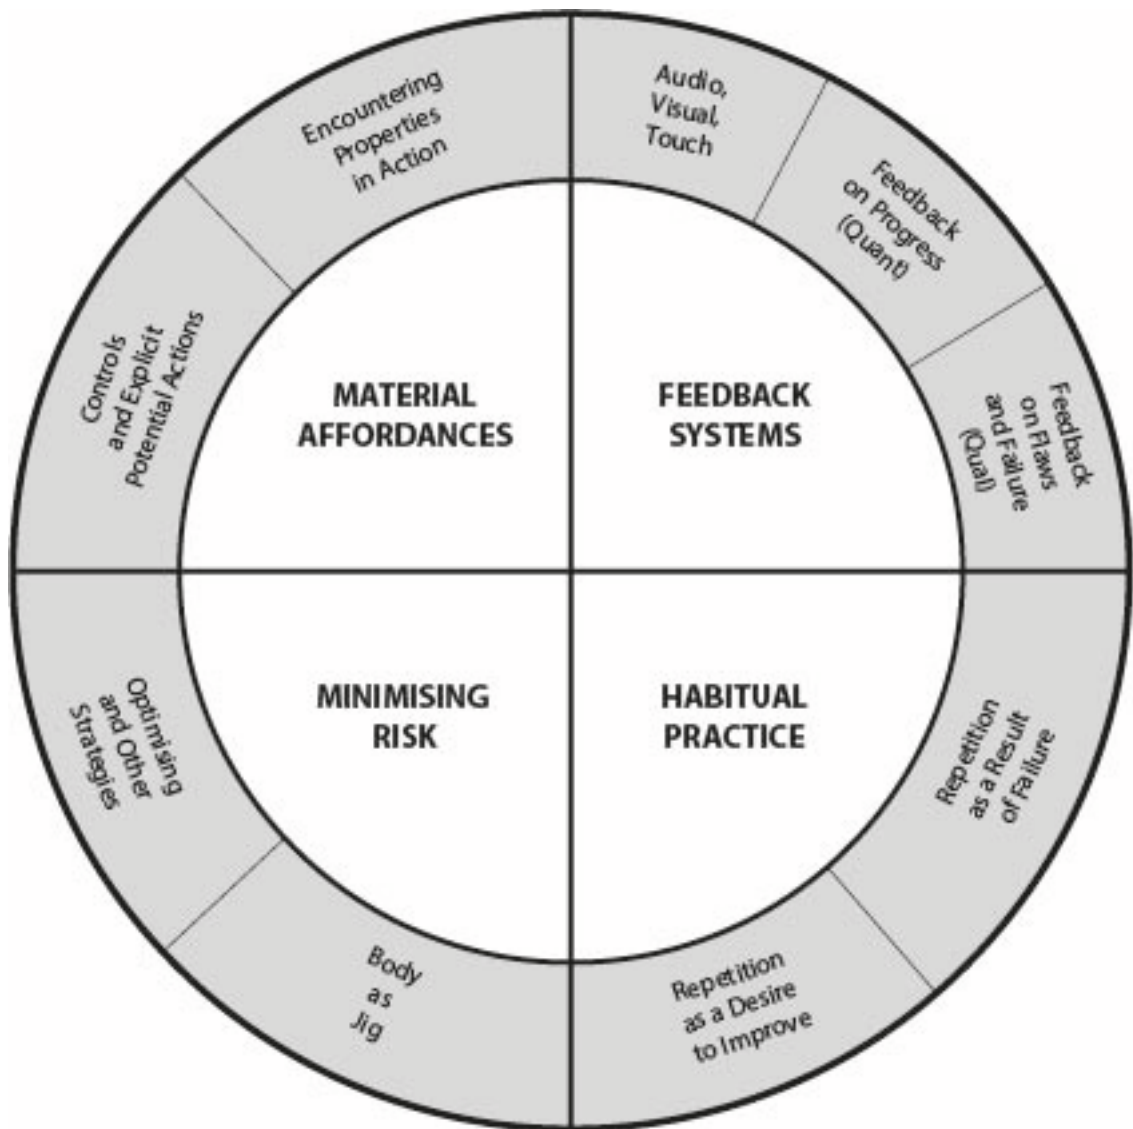 Encountering
Properties
in Action
Audio,
Visual,
Touch
Feedback
on Progress
(Quant)
Controls
and Explicit
Potential Actions
MATERIAL
AFFORDANCES
FEEDBACK
SYSTEMS
Feedback
on Flaws
and Failure
(Qual)
Optimising
and Other
Strategies
MINIMISING
RISK
HABITUAL
PRACTICE
Repetition
as a Result
of Failure
Body
as
Jig
Repetition
as a Desire
to Improve